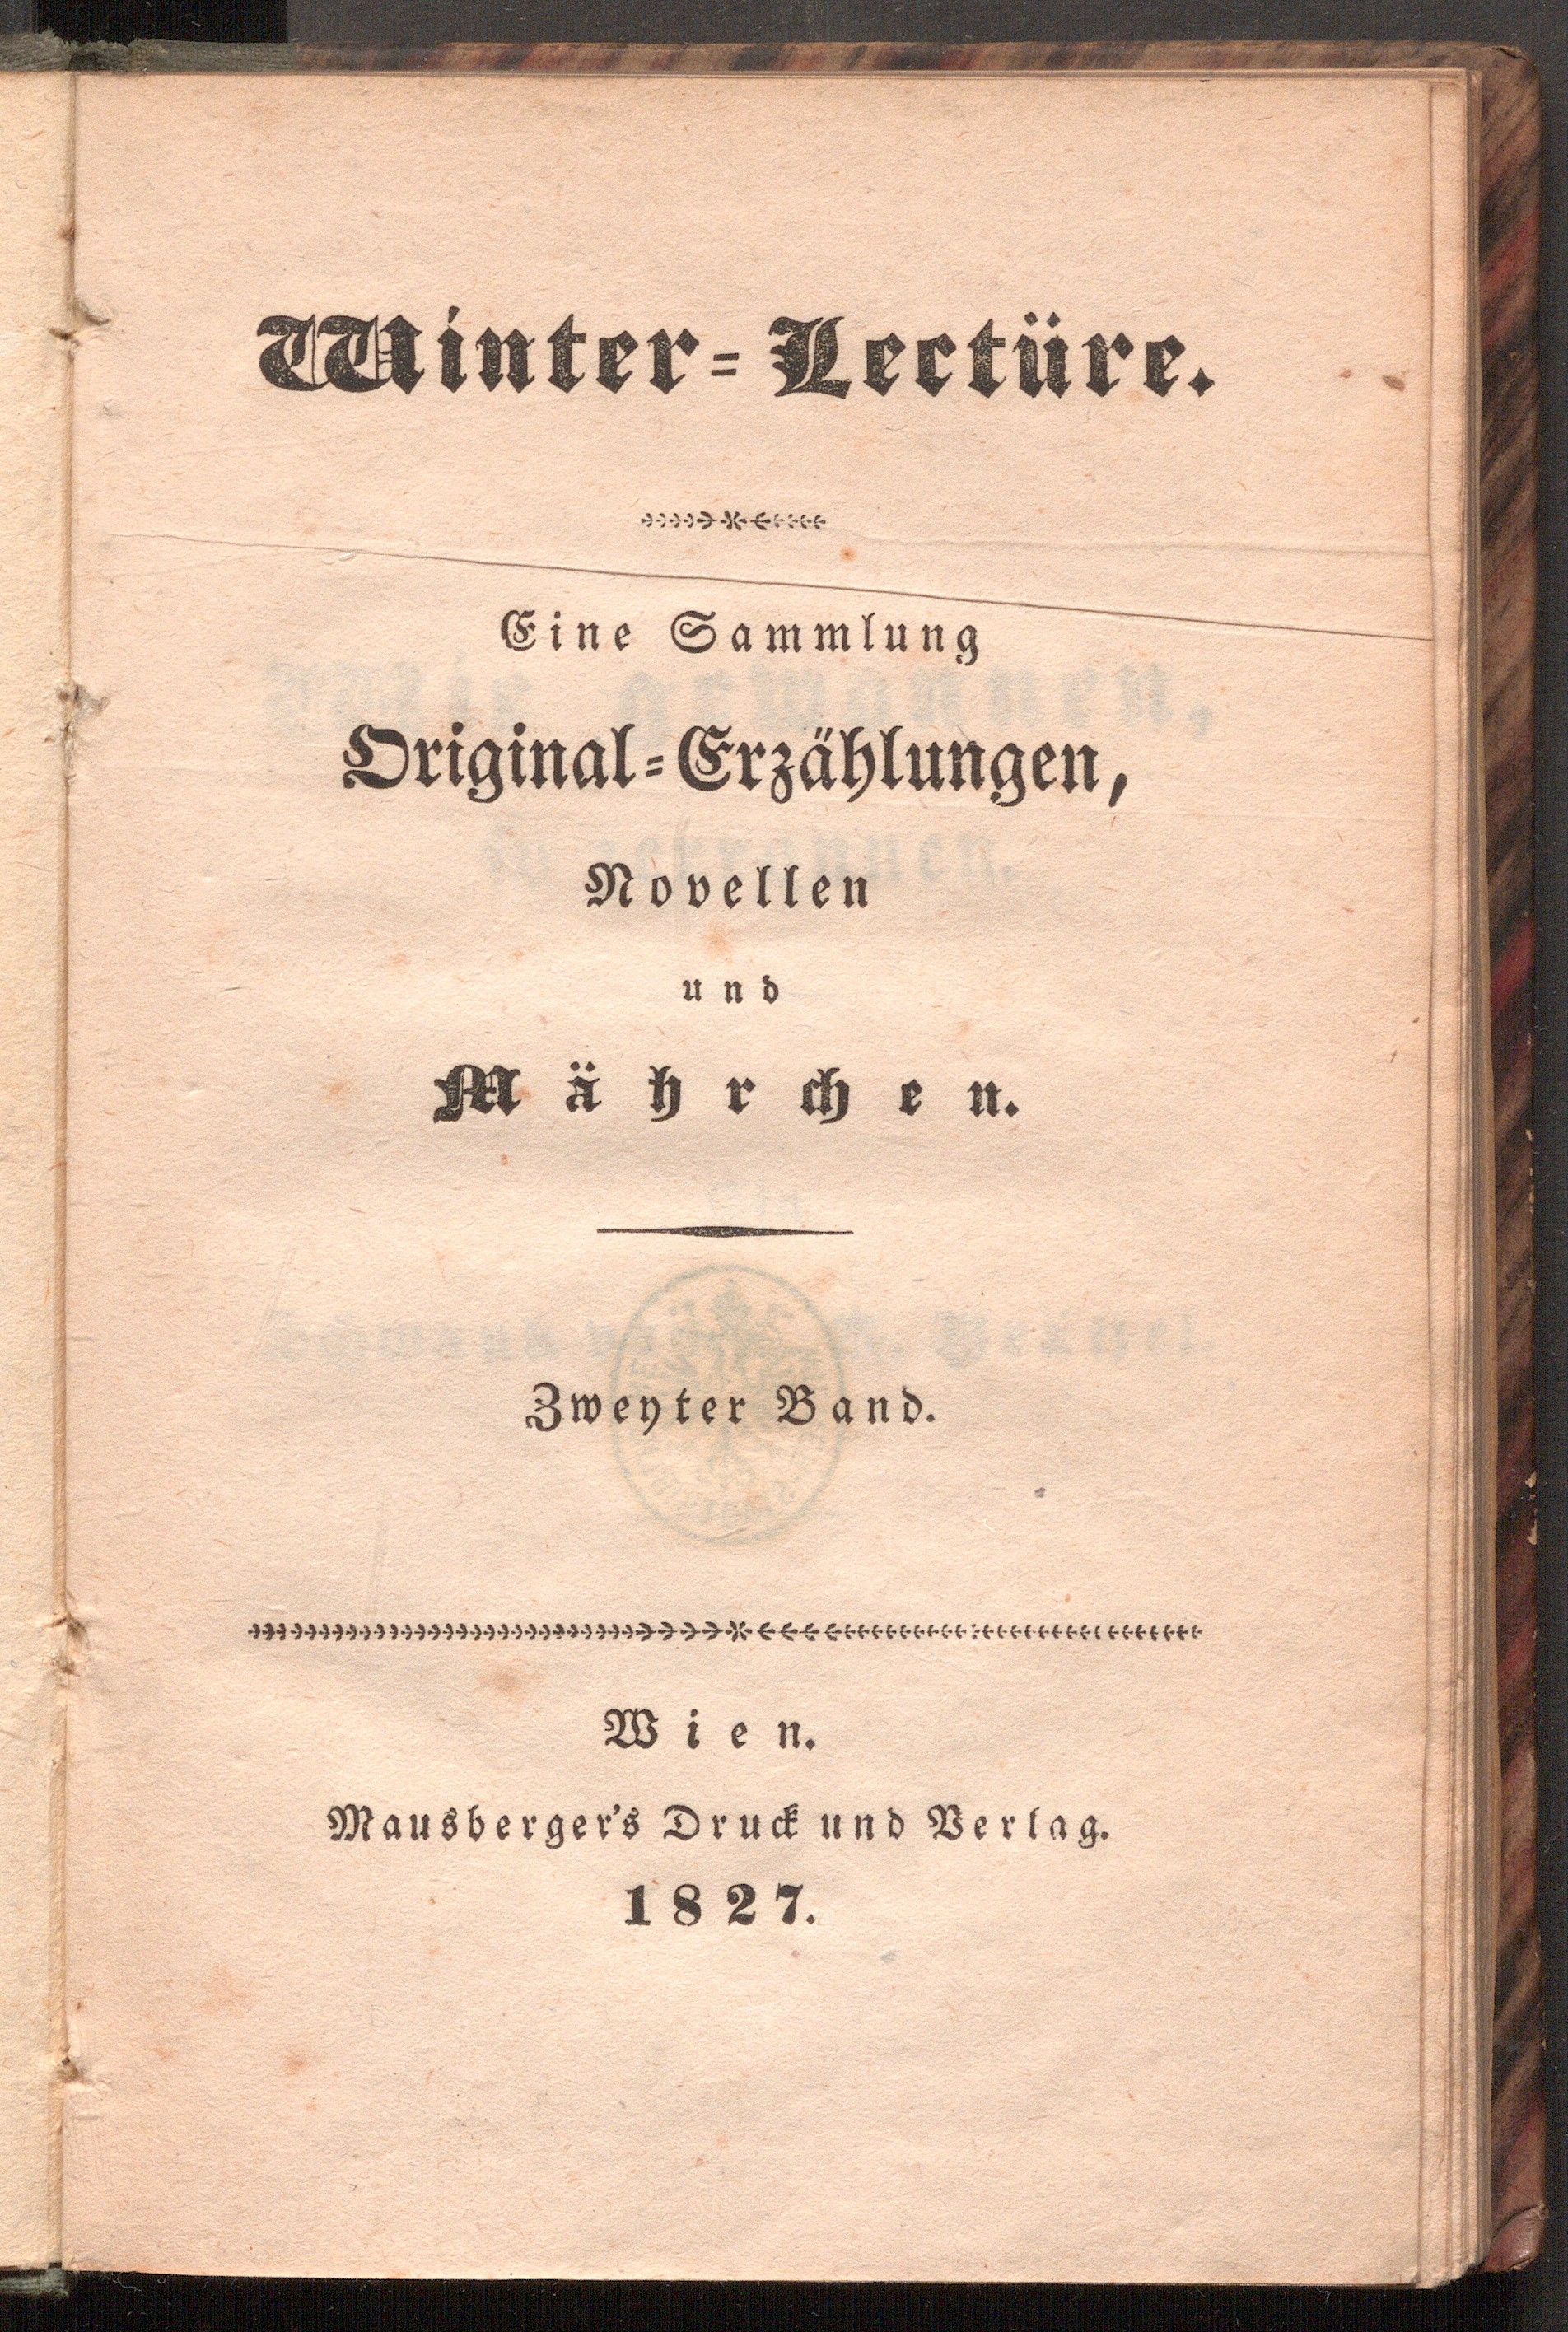 Winter-Lectüre.
Eine Sammlung
Original-Erzählungen,
Novellen
und
Mährchen.
Zweyter Band.
Wien.
Mausberger's Druck und Verlag.
1827.